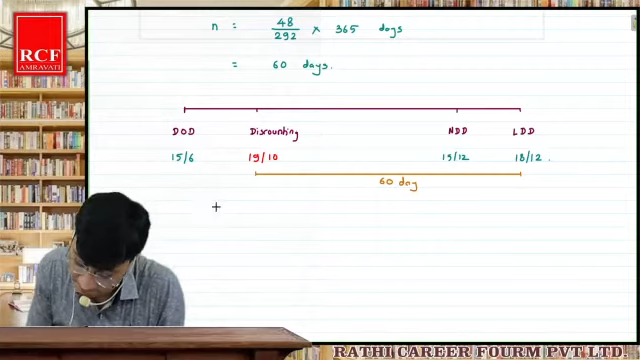 n = 48/292 × 365 days
= 60 days.
RCF
AMRAVATI
DOD Discounting NDD LDD
15/6 19/10 15/12 18/12.
60 day
+
RATHI CAREER FOURM PVT LTD.